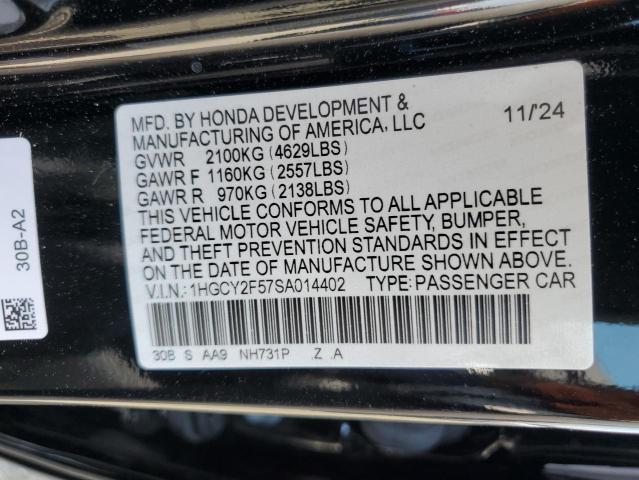 MFD. BY HONDA DEVELOPMENT &
MANUFACTURING OF AMERICA, LLC 11/'24
GVWR 2100KG (4629LBS)
GAWR F 1160KG (2557LBS)
GAWR R 970KG (2138LBS)
THIS VEHICLE CONFORMS TO ALL APPLICABLE
FEDERAL MOTOR VEHICLE SAFETY, BUMPER,
AND THEFT PREVENTION STANDARDS IN EFFECT
ON THE DATE OF MANUFACTURE SHOWN ABOVE.
V.I.N.: 1HGCY2F57SA014402 TYPE: PASSENGER CAR
30B S AA9 NH731P .Z .A
30B-A2